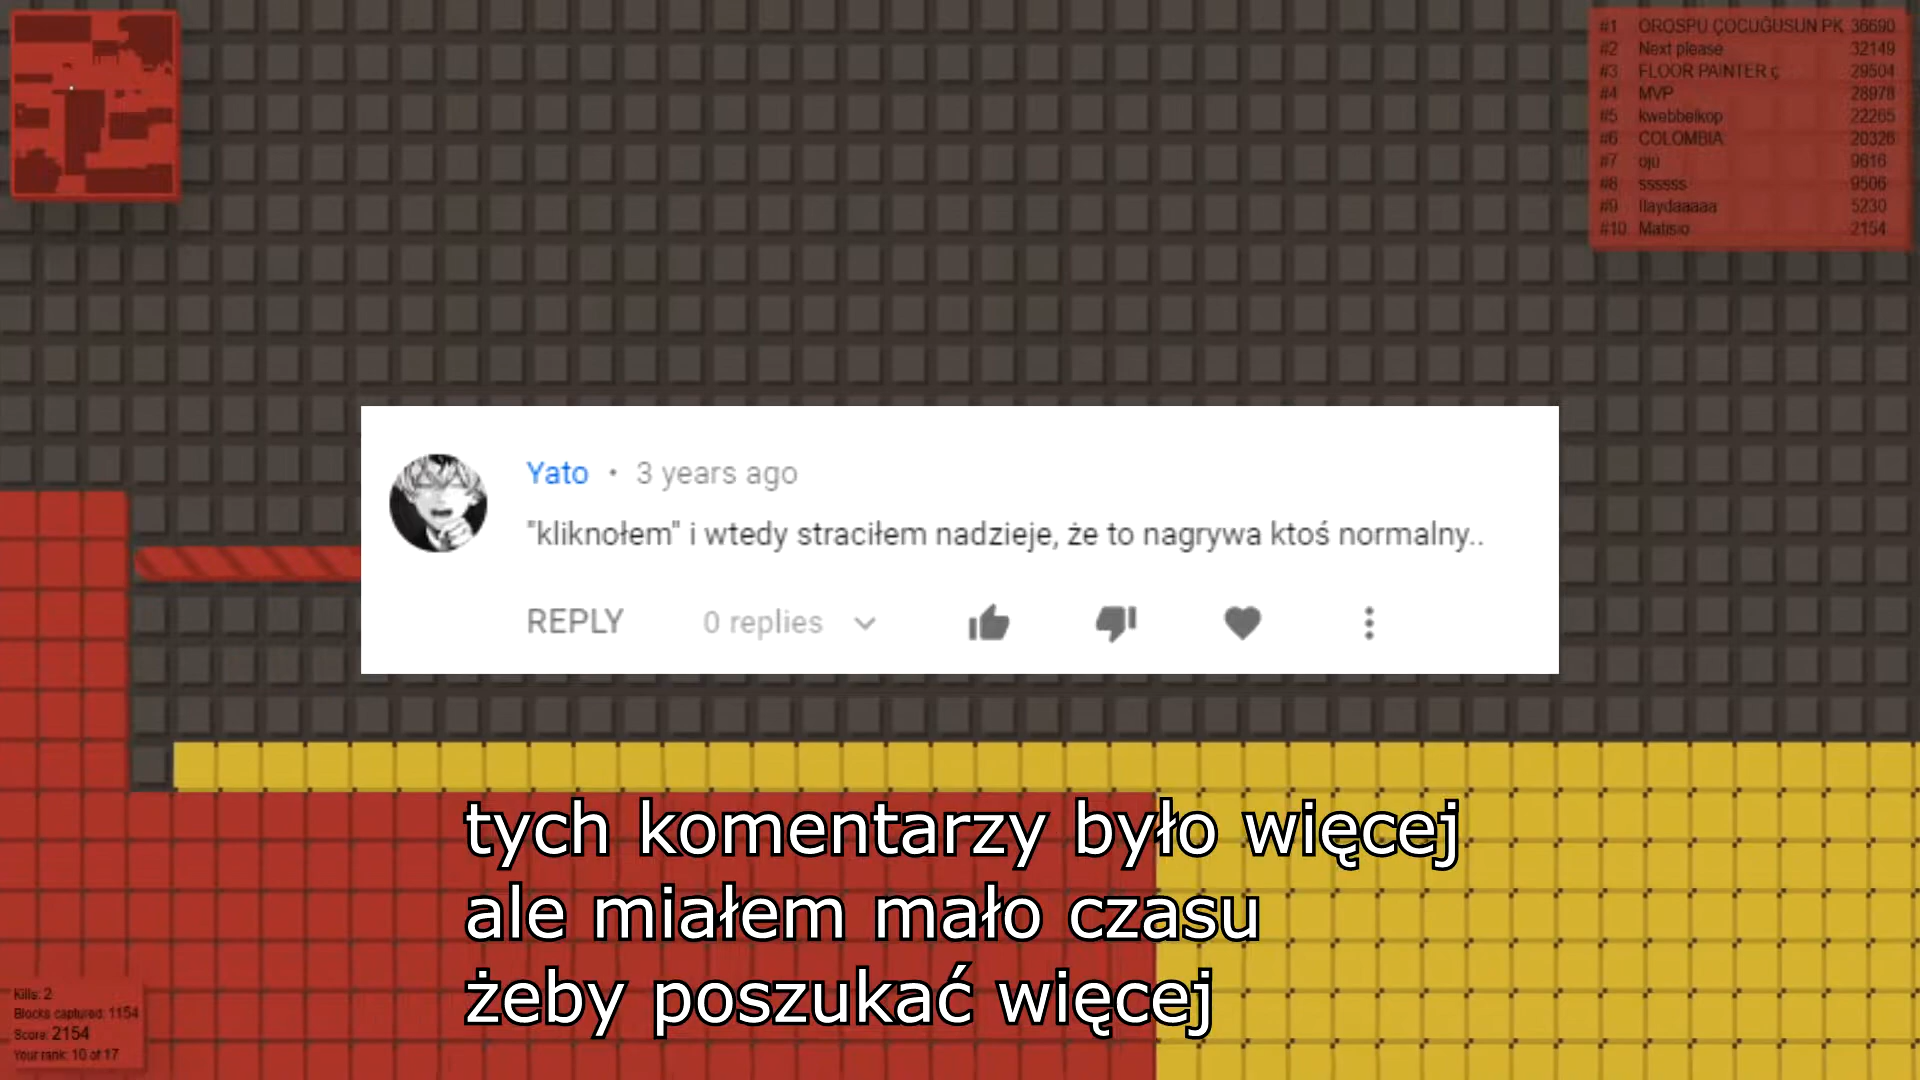 #1 OROSPU ÇOCUĞUSUN PK 36690
#2 Next please 32149
#3 FLOOR PAINTER ç 29504
#4 MVP 28978
#5 kwebbelkop 22265
#6 COLOMBIA 20326
#7 oju 9616
#8 ssssss 9506
#9 Ilaydaaaaa 5230
#10 Matisio 2154
Yato • 3 years ago
"kliknołem" i wtedy straciłem nadzieje, że to nagrywa ktoś normalny..
REPLY 0 replies
tych komentarzy było więcej
ale miałem mało czasu
żeby poszukać więcej
Kills: 2
Blocks captured: 1154
Score: 2154
Your rank: 10 of 17